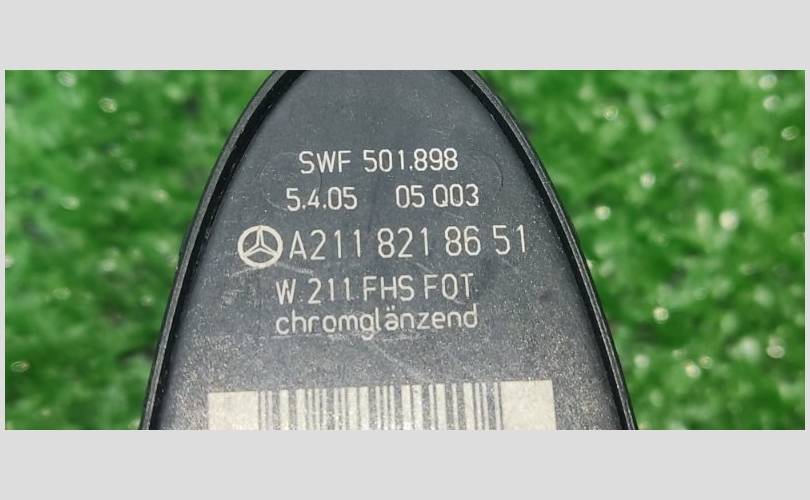 SWF 501.898
5.4.05 05 Q03
A211 821 86 51
W 211 FHS FOT
chromglänzend